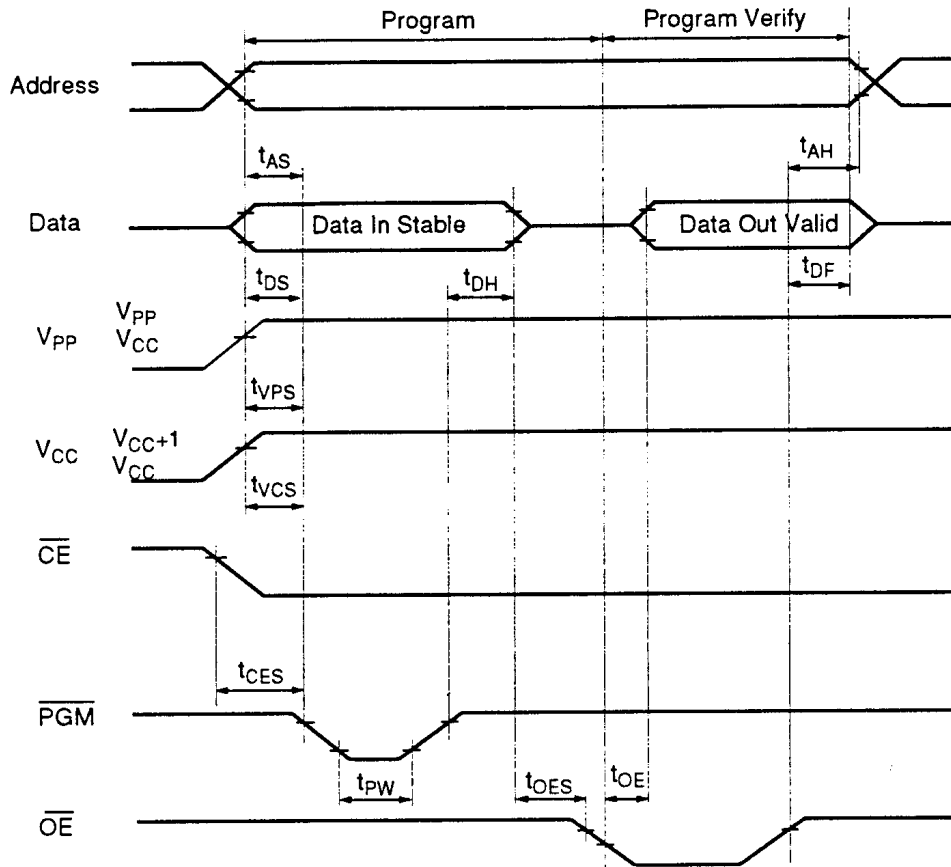 Program
Program Verify
Address
tAS
tAH
Data
Data In Stable
Data Out Valid
tDS
tDH
tDF
VPP
VPP
VCC
tVPS
VCC
VCC+1
VCC
tVCS
CE
tCES
PGM
tPW
tOES
tOE
OE